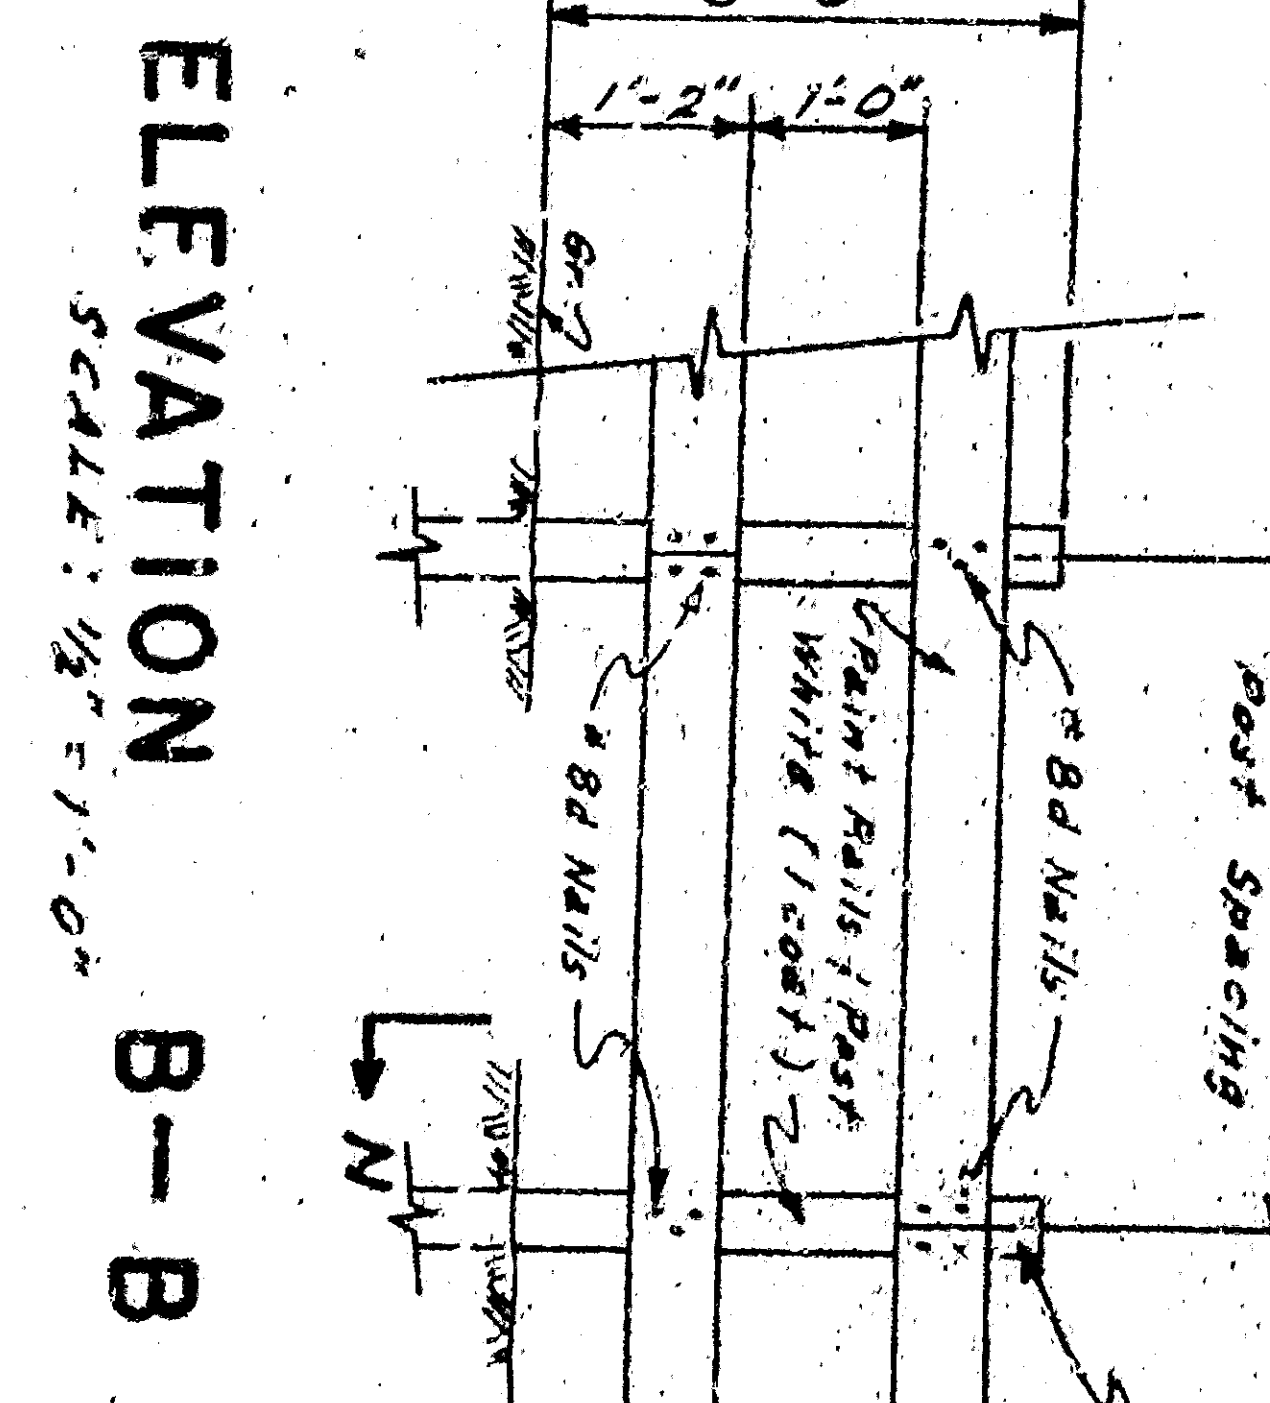 1'-2"
1'-0"
Gr.
Post Spacing
8d Nails
Paint Rails & Post
White (1 coat)
8d Nails
N
ELEVATION B-B
SCALE: 1/2" = 1'-0"